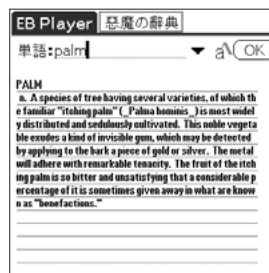 EB Player 惡魔の辭典
単語:palm OK
PALM
n. A species of tree having several varieties, of which th
e familiar "itching palm" (_Palma hominis_) is most widel
y distributed and sedulously cultivated. This noble vegeta
ble exudes a kind of invisible gum, which may be detected
by applying to the bark a piece of gold or silver. The metal
will adhere with remarkable tenacity. The fruit of the itch
ing palm is so bitter and unsatisfying that a considerable p
ercentage of it is sometimes given away in what are know
n as "benefactions."